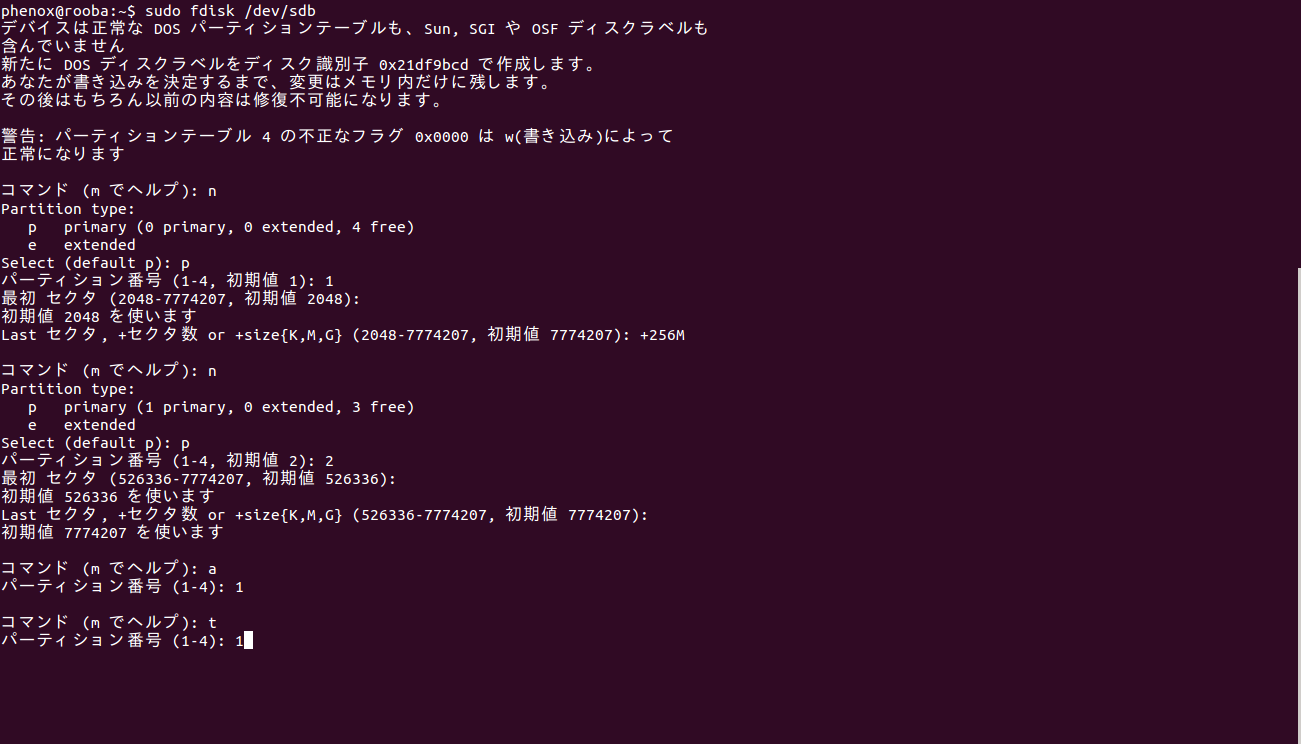 phenox@rooba:~$ sudo fdisk /dev/sdb
デバイスは正常な DOS パーティションテーブルも、Sun, SGI や OSF ディスクラベルも
含んでいません
新たに DOS ディスクラベルをディスク識別子 0x21df9bcd で作成します。
あなたが書き込みを決定するまで、変更はメモリ内だけに残します。
その後はもちろん以前の内容は修復不可能になります。

警告: パーティションテーブル 4 の不正なフラグ 0x0000 は w(書き込み)によって
正常になります

コマンド (m でヘルプ): n
Partition type:
   p   primary (0 primary, 0 extended, 4 free)
   e   extended
Select (default p): p
パーティション番号 (1-4, 初期値 1): 1
最初 セクタ (2048-7774207, 初期値 2048):
初期値 2048 を使います
Last セクタ, +セクタ数 or +size{K,M,G} (2048-7774207, 初期値 7774207): +256M

コマンド (m でヘルプ): n
Partition type:
   p   primary (1 primary, 0 extended, 3 free)
   e   extended
Select (default p): p
パーティション番号 (1-4, 初期値 2): 2
最初 セクタ (526336-7774207, 初期値 526336):
初期値 526336 を使います
Last セクタ, +セクタ数 or +size{K,M,G} (526336-7774207, 初期値 7774207):
初期値 7774207 を使います

コマンド (m でヘルプ): a
パーティション番号 (1-4): 1

コマンド (m でヘルプ): t
パーティション番号 (1-4): 1